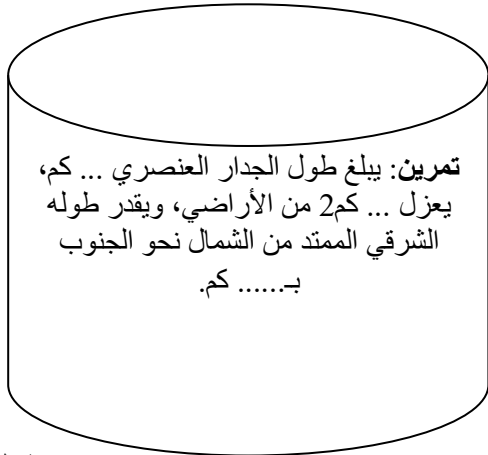 تمرين: يبلغ طول الجدار العنصري ... كم،
يعزل ... كم2 من الأراضي، ويقدر طوله
الشرقي الممتد من الشمال نحو الجنوب
بـ...... كم.